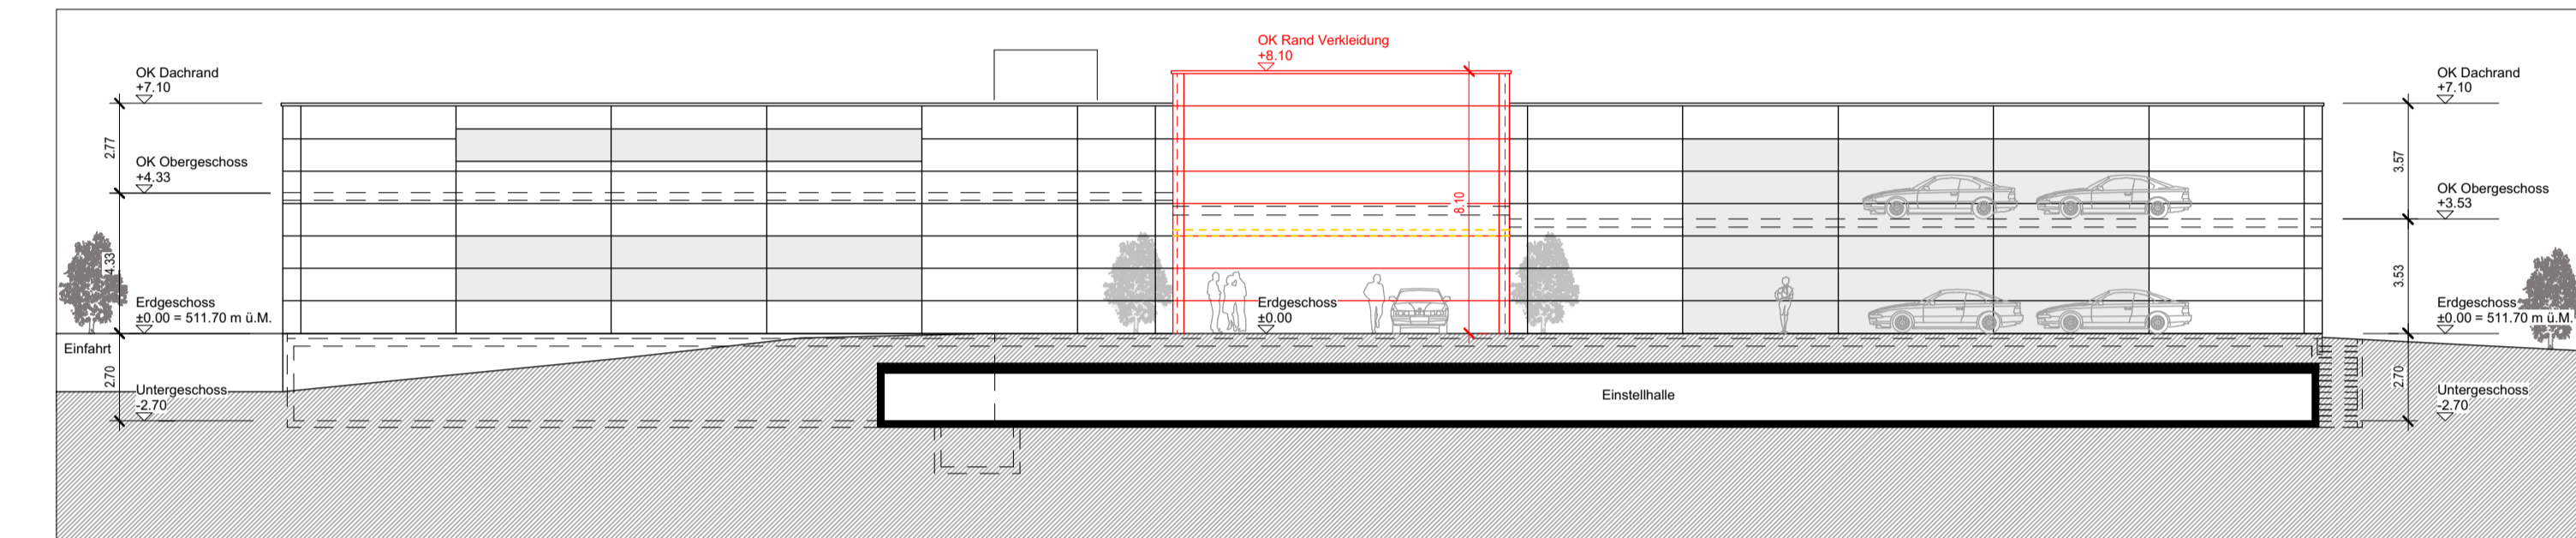 OK Rand Verkleidung
+8.10
OK Dachrand
+7.10
2.77
OK Obergeschoss
+4.33
4.33
Erdgeschoss
±0.00 = 511.70 m ü.M.
Einfahrt
2.70
Untergeschoss
-2.70
8.10
Erdgeschoss
±0.00
Einstellhalle
OK Dachrand
+7.10
3.57
OK Obergeschoss
+3.53
3.53
Erdgeschoss
±0.00 = 511.70 m ü.M.
2.70
Untergeschoss
-2.70